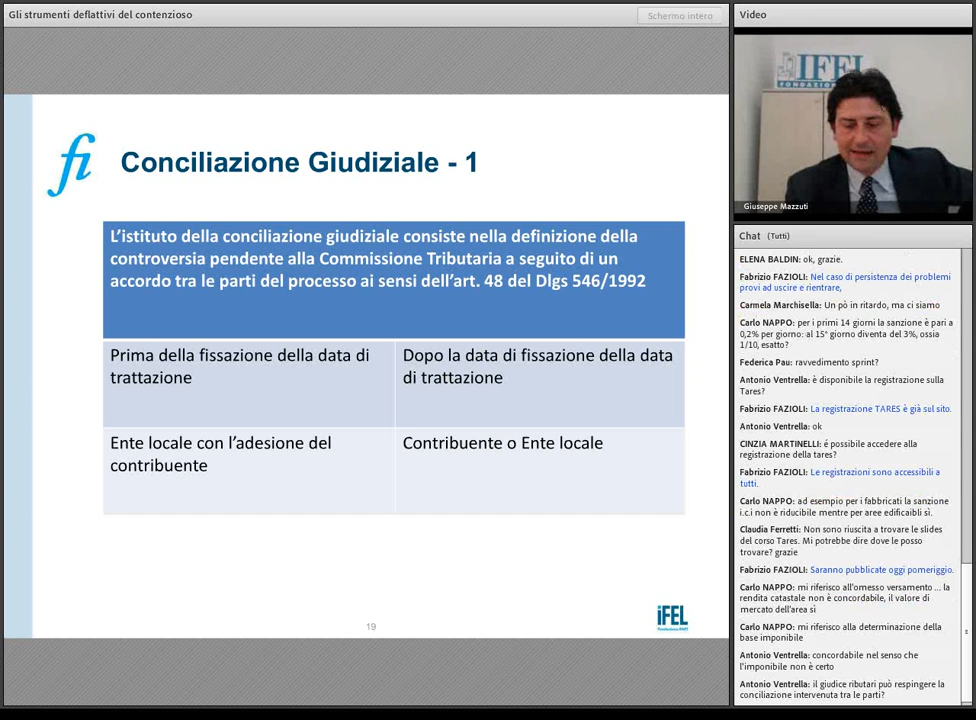 Gli strumenti deflattivi del contenzioso
Schermo intero
fi
Conciliazione Giudiziale - 1
L'istituto della conciliazione giudiziale consiste nella definizione della
controversia pendente alla Commissione Tributaria a seguito di un
accordo tra le parti del processo ai sensi dell'art. 48 del Dlgs 546/1992
Prima della fissazione della data di
trattazione
Dopo la data di fissazione della data
di trattazione
Ente locale con l'adesione del
contribuente
Contribuente o Ente locale
19
iFEL
Video
IFEL
FONDAZION
Giuseppe Mazzuti
Chat (Tutti)
ELENA BALDIN: ok, grazie.
Fabrizio FAZIOLI: Nel caso di persistenza dei problemi
provi ad uscire e rientrare,
Carmela Marchisella: Un pò in ritardo, ma ci siamo
Carlo NAPPO: per i primi 14 giorni la sanzione è pari a
0,2% per giorno: al 15° giorno diventa del 3%, ossia
1/10, esatto?
Federica Pau: ravvedimento sprint?
Antonio Ventrella: è disponibile la registrazione sulla
Tares?
Fabrizio FAZIOLI: La registrazione TARES è già sul sito.
Antonio Ventrella: ok
CINZIA MARTINELLI: é possibile accedere alla
registrazione della tares?
Fabrizio FAZIOLI: Le registrazioni sono accessibili a
tutti.
Carlo NAPPO: ad esempio per i fabbricati la sanzione
i.c.i non è riducibile mentre per aree edificaibli sì.
Claudia Ferretti: Non sono riuscita a trovare le slides
del corso Tares. Mi potrebbe dire dove le posso
trovare? grazie
Fabrizio FAZIOLI: Saranno pubblicate oggi pomeriggio.
Carlo NAPPO: mi riferisco all'omesso versamento ... la
rendita catastale non è concordabile, il valore di
mercato dell'area sì
Carlo NAPPO: mi riferisco alla determinazione della
base imponibile
Antonio Ventrella: concordabile nel senso che
l'imponibile non è certo
Antonio Ventrella: il giudice ributari può respingere la
conciliazione intervenuta tra le parti?